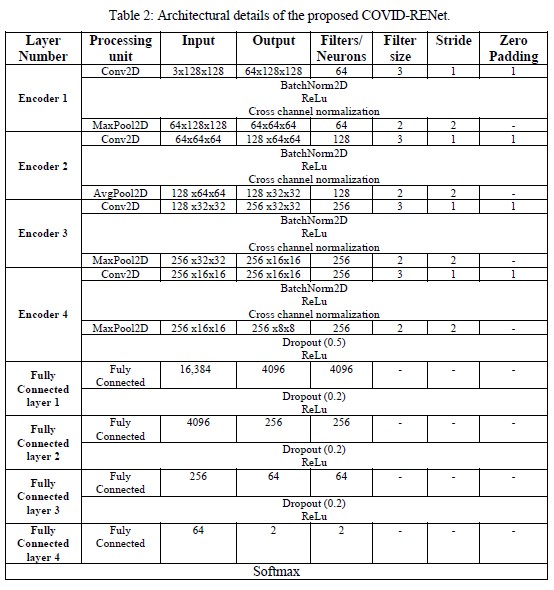 Table 2: Architectural details of the proposed COVID-RENet.
Layer Number Processing unit Input Output Filters/ Neurons Filter size Stride Zero Padding
Encoder 1
Conv2D 3x128x128 64x128x128 64 3 1 1
BatchNorm2D
ReLu
Cross channel normalization
MaxPool2D 64x128x128 64x64x64 64 2 2 -
Encoder 2
Conv2D 64x64x64 128 x64x64 128 3 1 1
BatchNorm2D
ReLu
Cross channel normalization
AvgPool2D 128 x64x64 128 x32x32 128 2 2 -
Encoder 3
Conv2D 128 x32x32 256 x32x32 256 3 1 1
BatchNorm2D
ReLu
Cross channel normalization
MaxPool2D 256 x32x32 256 x16x16 256 2 2 -
Encoder 4
Conv2D 256 x16x16 256 x16x16 256 3 1 1
BatchNorm2D
ReLu
Cross channel normalization
MaxPool2D 256 x16x16 256 x8x8 256 2 2 -
Dropout (0.5)
ReLu
Fully Connected layer 1
Fuly Connected 16,384 4096 4096 - - -
Dropout (0.2)
ReLu
Fully Connected layer 2
Fuly Connected 4096 256 256 - - -
Dropout (0.2)
ReLu
Fully Connected layer 3
Fuly Connected 256 64 64 - - -
Dropout (0.2)
ReLu
Fully Connected layer 4
Fuly Connected 64 2 2 - - -
Softmax